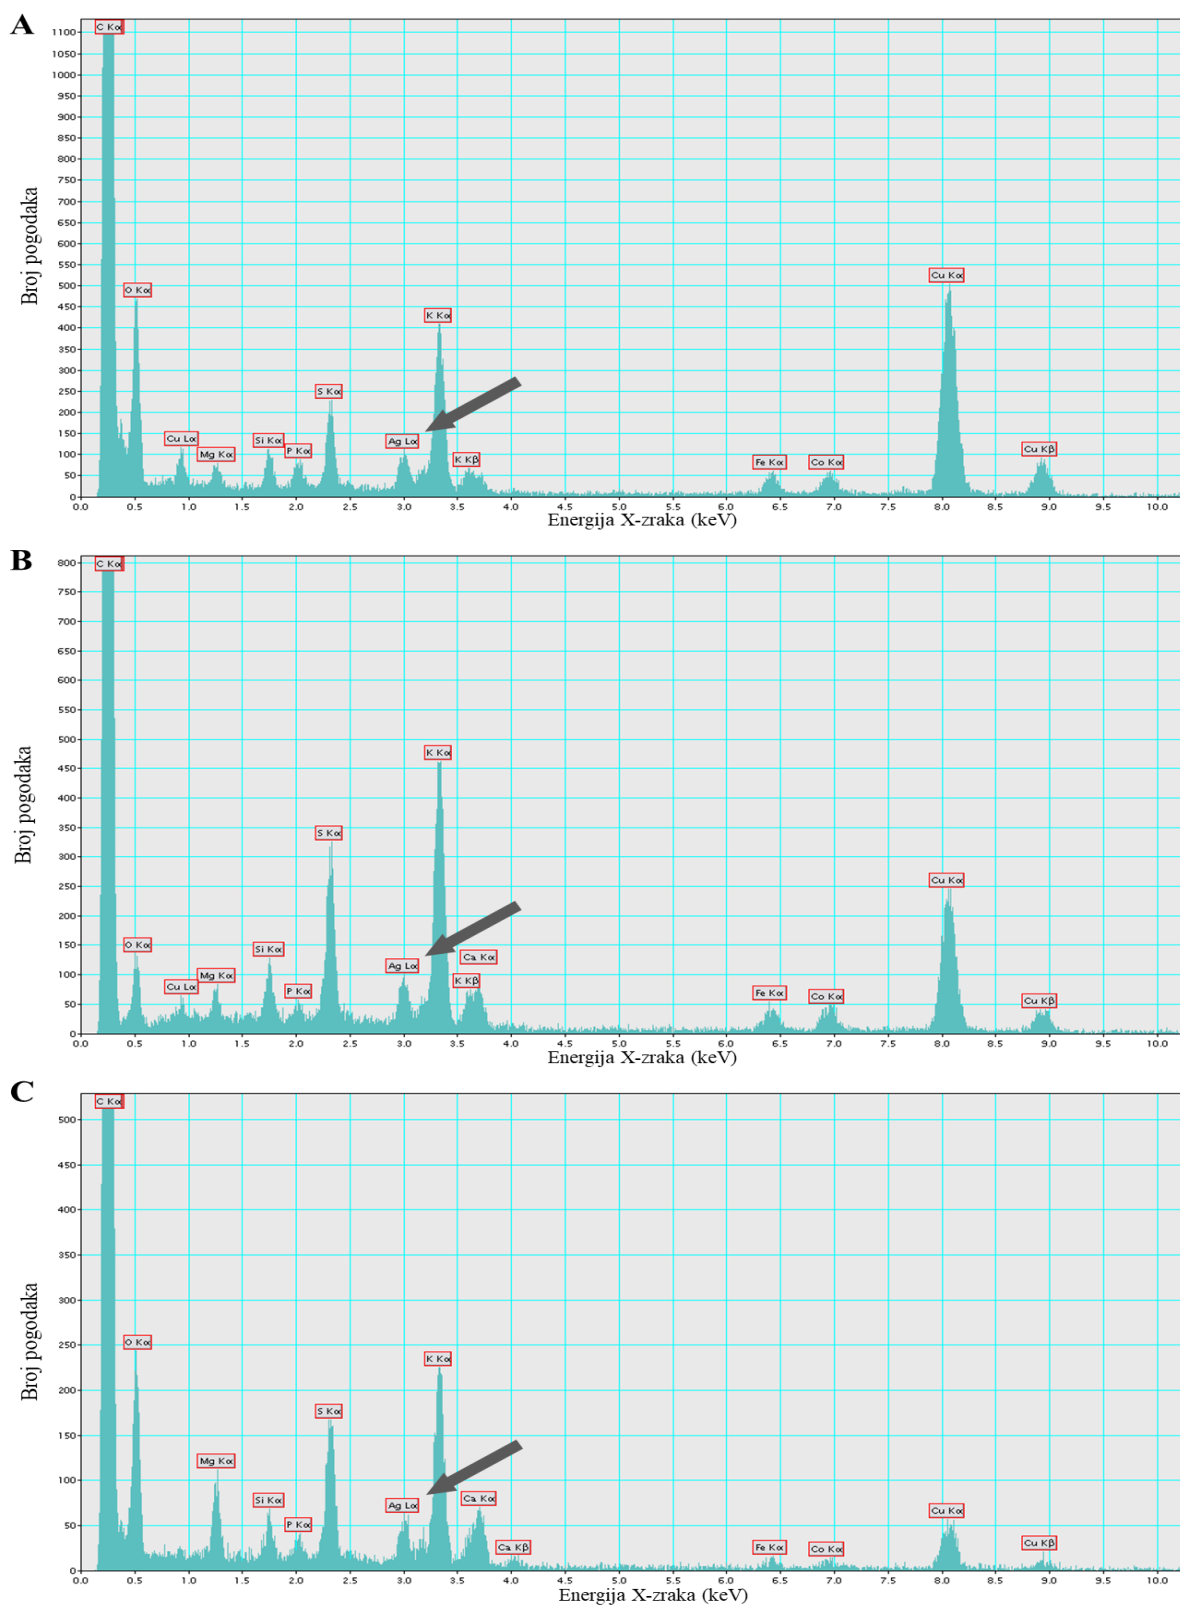 A
C Kα
1100
1050
1000
950
900
850
800
750
700
650
600
550
500
450
400
350
300
250
200
150
100
50
0
Broj pogodaka
O Kα
Cu Lα
Mg Kα
Si Kα
P Kα
S Kα
Ag Lα
K Kα
K Kβ
Fe Kα
Co Kα
Cu Kα
Cu Kβ
0.0 0.5 1.0 1.5 2.0 2.5 3.0 3.5 4.0 4.5 5.0 5.5 6.0 6.5 7.0 7.5 8.0 8.5 9.0 9.5 10.0
Energija X-zraka (keV)
B
C Kα
800
750
700
650
600
550
500
450
400
350
300
250
200
150
100
50
0
Broj pogodaka
O Kα
Cu Lα
Mg Kα
Si Kα
P Kα
S Kα
Ag Lα
K Kα
Ca Kα
K Kβ
Fe Kα
Co Kα
Cu Kα
Cu Kβ
0.0 0.5 1.0 1.5 2.0 2.5 3.0 3.5 4.0 4.5 5.0 5.5 6.0 6.5 7.0 7.5 8.0 8.5 9.0 9.5 10.0
Energija X-zraka (keV)
C
C Kα
500
450
400
350
300
250
200
150
100
50
0
Broj pogodaka
O Kα
Mg Kα
Si Kα
P Kα
S Kα
Ag Lα
K Kα
Ca Kα
Ca Kβ
Fe Kα
Co Kα
Cu Kα
Cu Kβ
0.0 0.5 1.0 1.5 2.0 2.5 3.0 3.5 4.0 4.5 5.0 5.5 6.0 6.5 7.0 7.5 8.0 8.5 9.0 9.5 10.0
Energija X-zraka (keV)